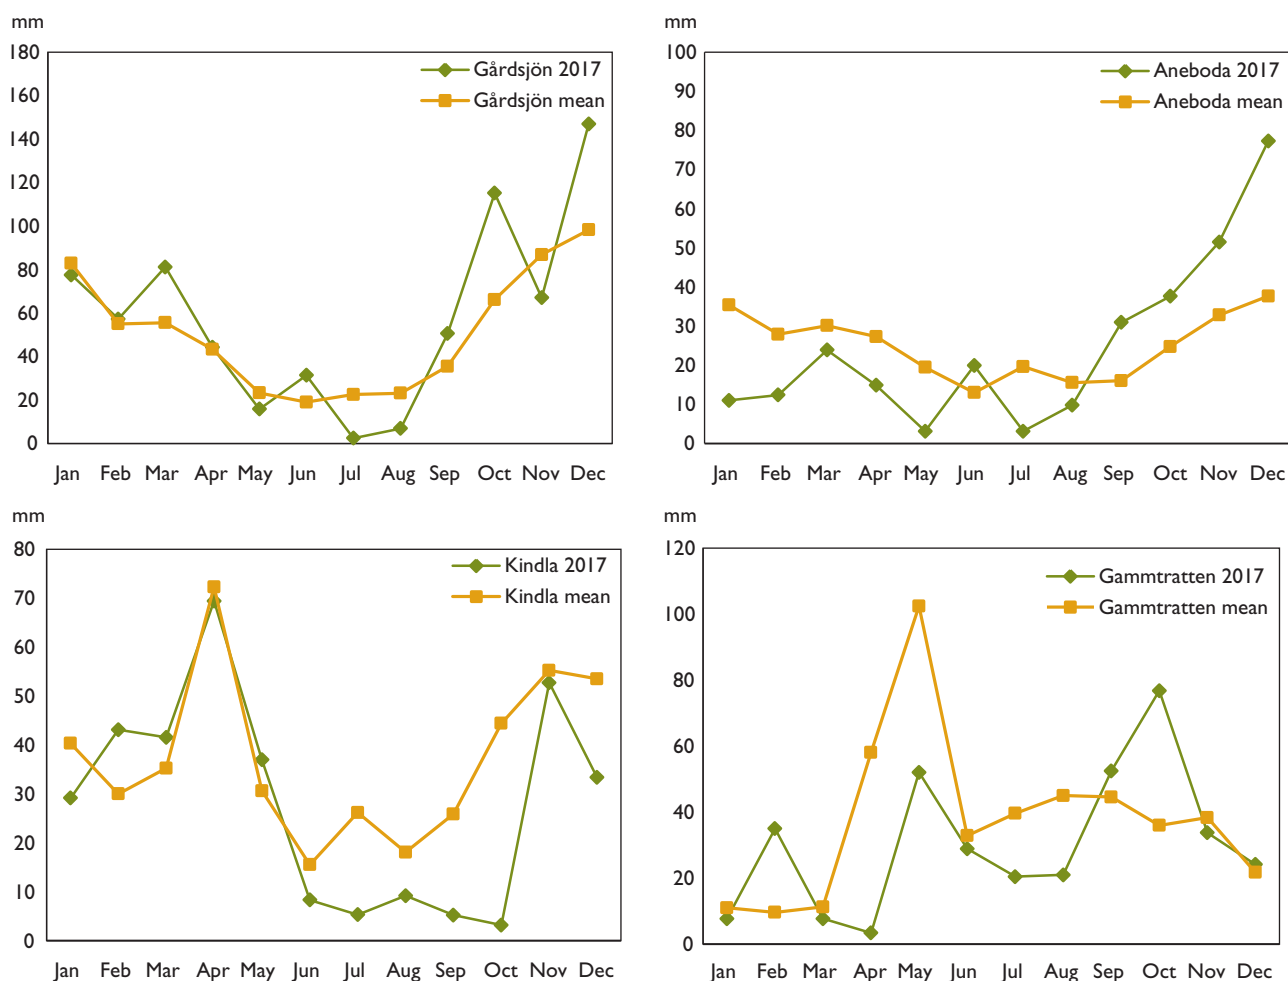 mm
180
160
140
120
100
80
60
40
20
0
Gårdsjön 2017
Gårdsjön mean
Jan Feb Mar Apr May Jun Jul Aug Sep Oct Nov Dec
mm
100
90
80
70
60
50
40
30
20
10
0
Aneboda 2017
Aneboda mean
Jan Feb Mar Apr May Jun Jul Aug Sep Oct Nov Dec
mm
80
70
60
50
40
30
20
10
0
Kindla 2017
Kindla mean
Jan Feb Mar Apr May Jun Jul Aug Sep Oct Nov Dec
mm
120
100
80
60
40
20
0
Gammtratten 2017
Gammtratten mean
Jan Feb Mar Apr May Jun Jul Aug Sep Oct Nov Dec